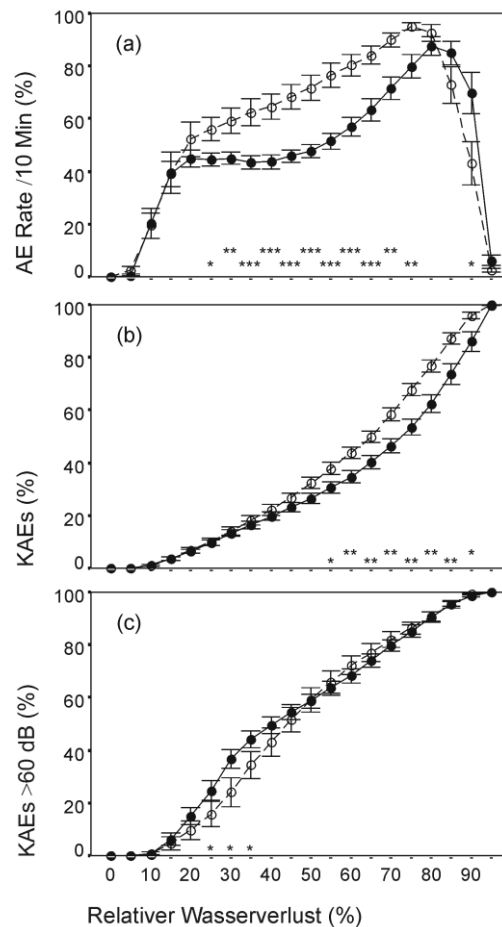 (a)
AE Rate /10 Min (%)
100
80
60
40
20
0
** *** *** *** *** **
* *** *** *** *** ** *
(b)
KAEs (%)
100
80
60
40
20
0
** ** ** **
* ** ** ** *
(c)
KAEs >60 dB (%)
100
80
60
40
20
0
* * *
0 10 20 30 40 50 60 70 80 90
Relativer Wasserverlust (%)